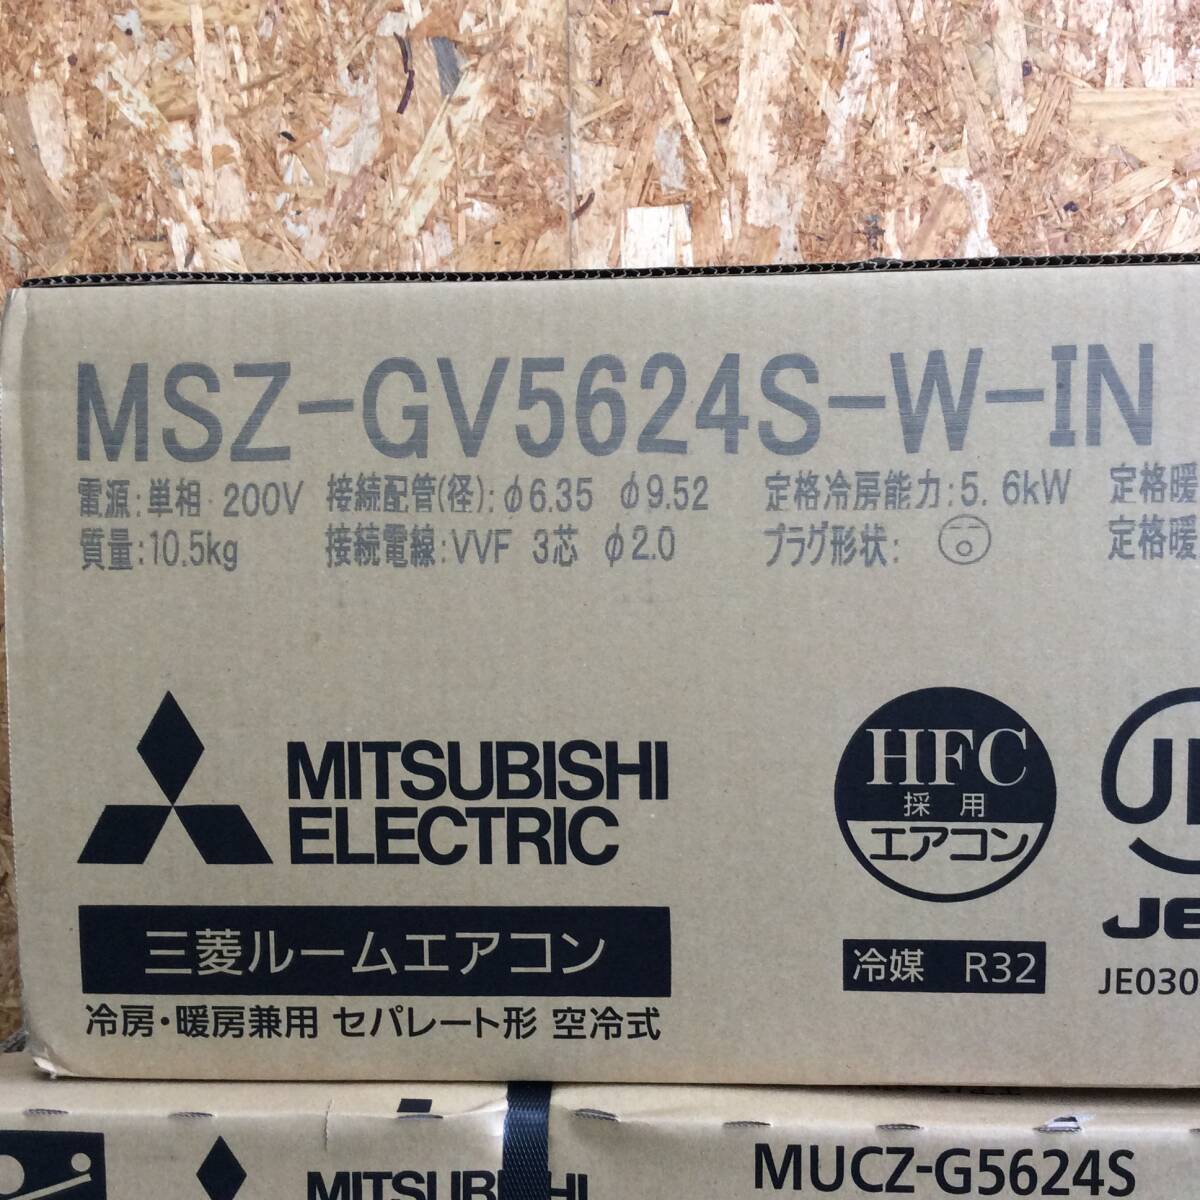 MSZ-GV5624S-W-IN
電源:単相 200V 接続配管(径):φ6.35 φ9.52 定格冷房能力:5.6kW 定格暖
質量:10.5kg 接続電線:VVF 3芯 φ2.0 プラグ形状: 定格暖
MITSUBISHI
ELECTRIC
HFC
採用
エアコン
三菱ルームエアコン
冷媒 R32
JE030
冷房・暖房兼用 セパレート形 空冷式
MITSUBISHI
MUCZ-G5624S